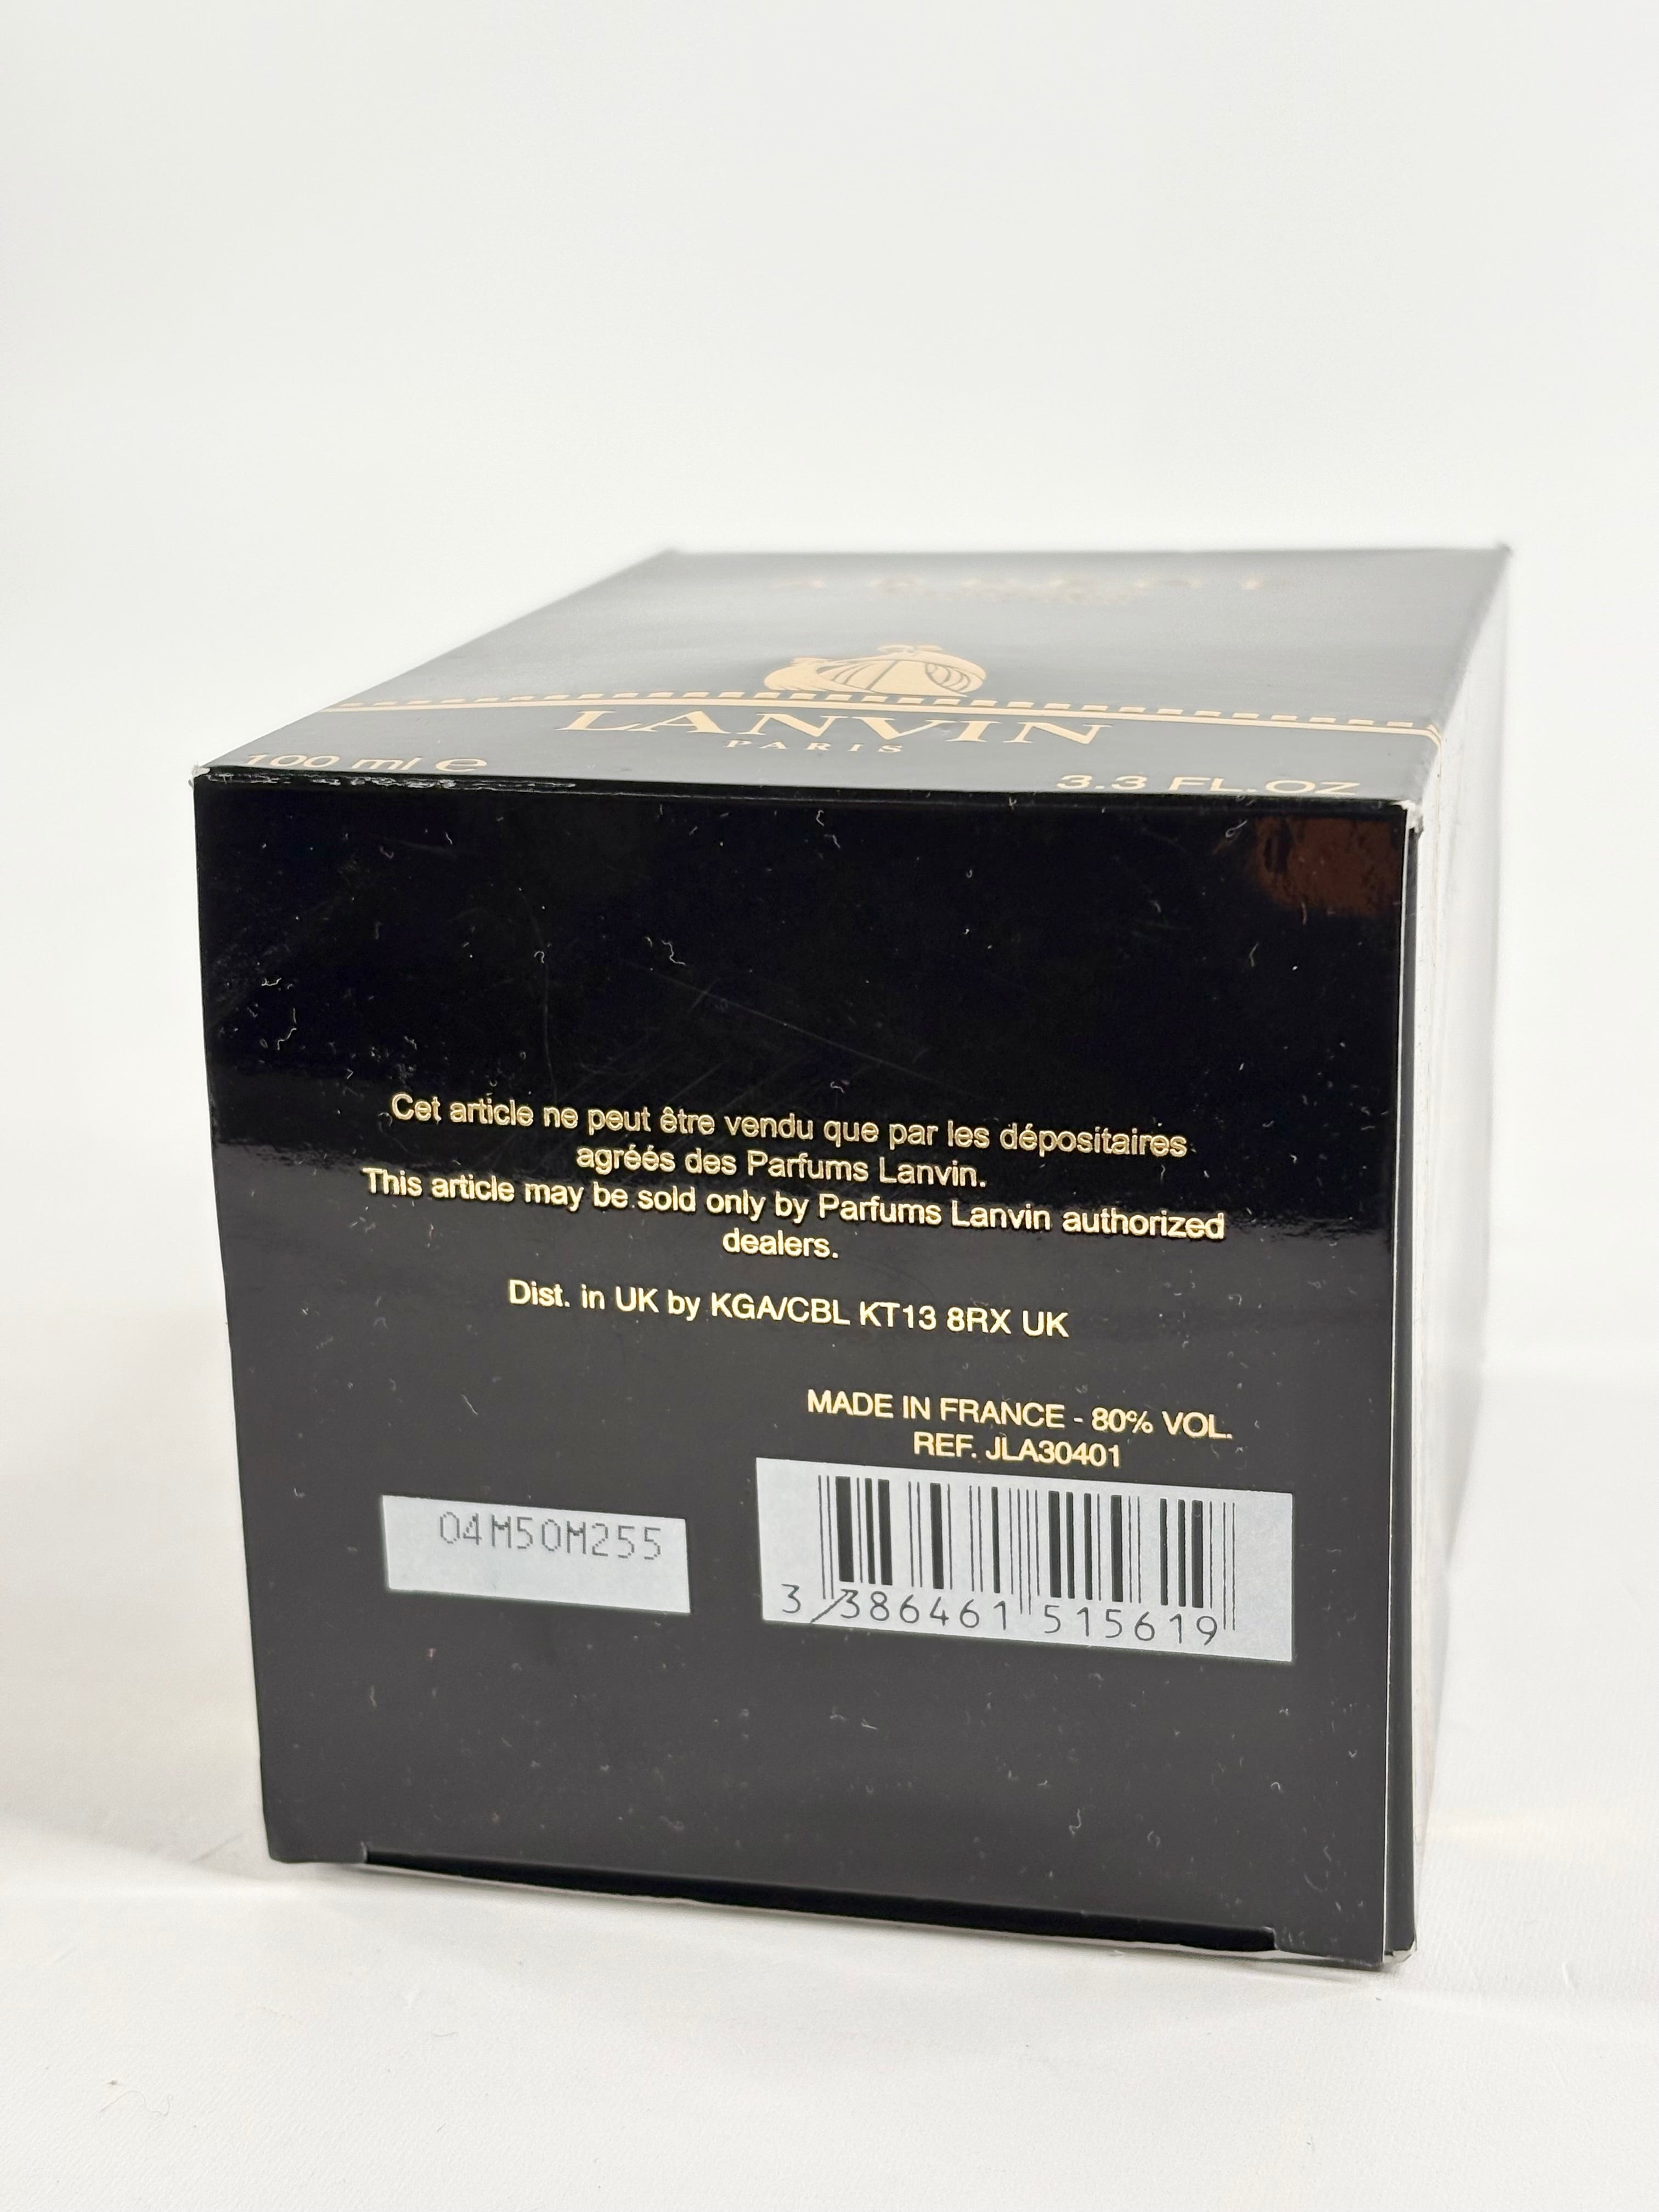 LANVIN
PARIS
100 ml e
3.3 FL.OZ
Cet article ne peut être vendu que par les dépositaires
agréés des Parfums Lanvin.
This article may be sold only by Parfums Lanvin authorized
dealers.
Dist. in UK by KGA/CBL KT13 8RX UK
MADE IN FRANCE - 80% VOL.
REF. JLA30401
04M50M255
3 386461 515619